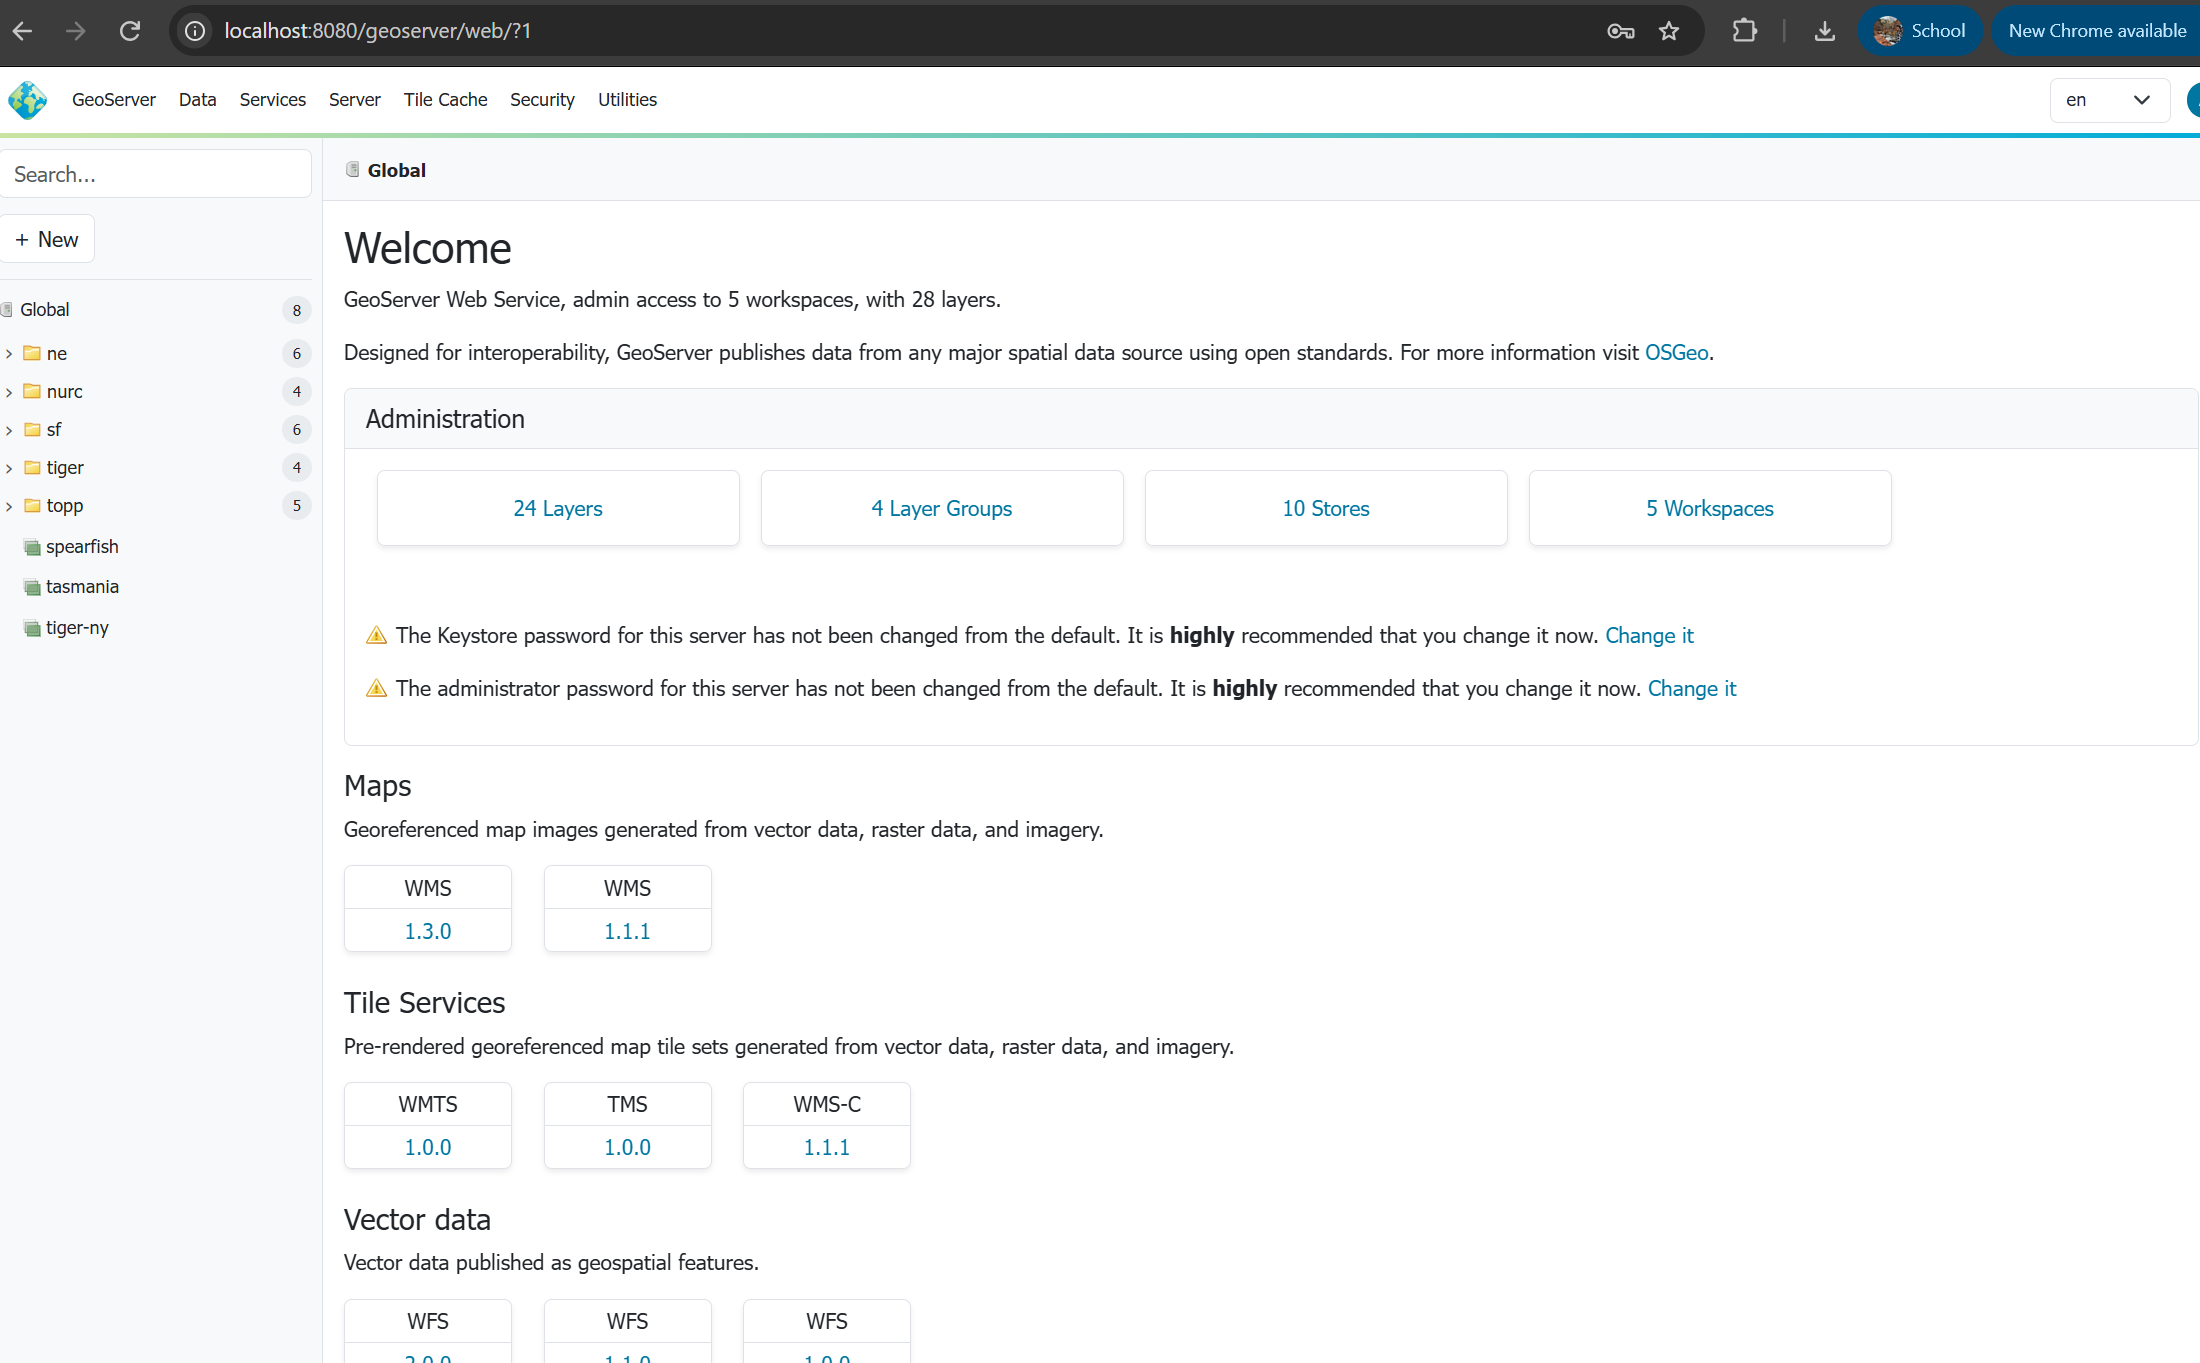 localhost:8080/geoserver/web/?1
School
New Chrome available
GeoServer Data Services Server Tile Cache Security Utilities
en
Search...
+ New
Global 8
ne 6
nurc 4
sf 6
tiger 4
topp 5
spearfish
tasmania
tiger-ny
Global
Welcome
GeoServer Web Service, admin access to 5 workspaces, with 28 layers.
Designed for interoperability, GeoServer publishes data from any major spatial data source using open standards. For more information visit OSGeo.
Administration
24 Layers
4 Layer Groups
10 Stores
5 Workspaces
The Keystore password for this server has not been changed from the default. It is highly recommended that you change it now. Change it
The administrator password for this server has not been changed from the default. It is highly recommended that you change it now. Change it
Maps
Georeferenced map images generated from vector data, raster data, and imagery.
WMS WMS
1.3.0 1.1.1
Tile Services
Pre-rendered georeferenced map tile sets generated from vector data, raster data, and imagery.
WMTS TMS WMS-C
1.0.0 1.0.0 1.1.1
Vector data
Vector data published as geospatial features.
WFS WFS WFS
2.0.0 1.1.0 1.0.0